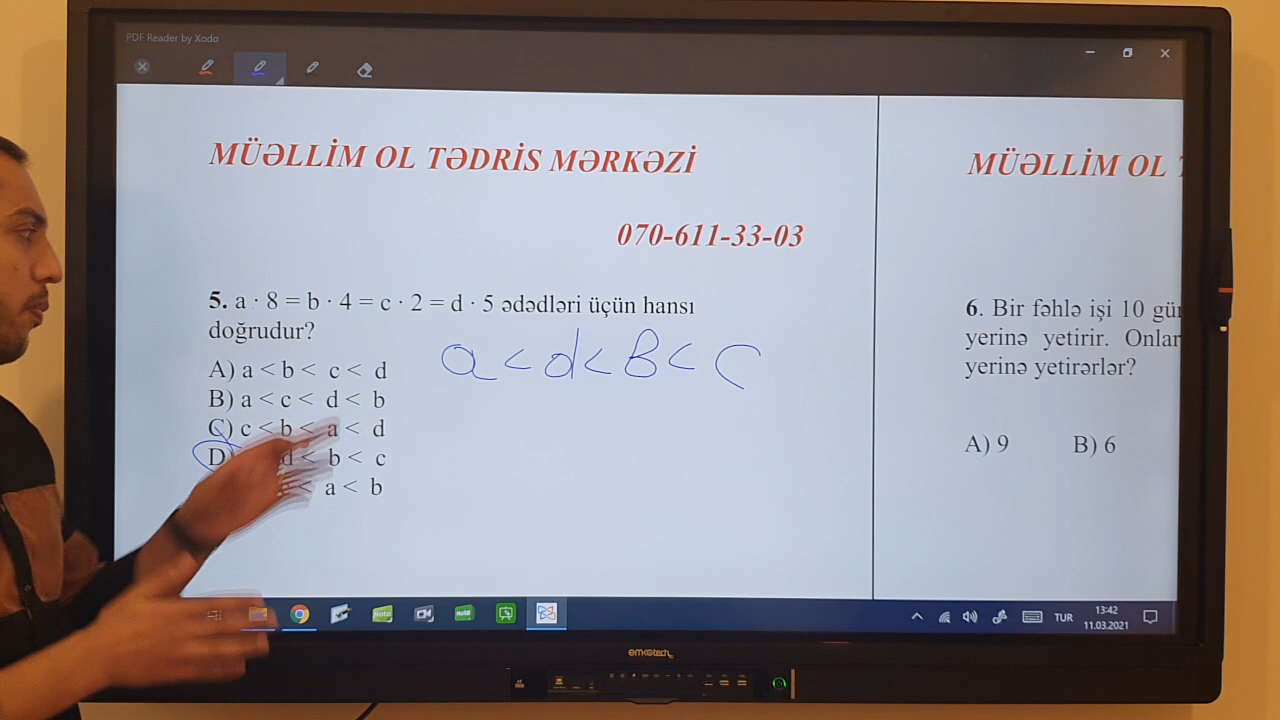 PDF Reader by Xodo
MÜƏLLİM OL TƏDRİS MƏRKƏZİ
070-611-33-03
5. a · 8 = b · 4 = c · 2 = d · 5 ədədləri üçün hansı
doğrudur?
a < d < B < C
A) a < b < c < d
B) a < c < d < b
C) c < b < a < d
D) d < b < c
< a < b
MÜƏLLİM OL
6. Bir fəhlə işi 10
yerinə yetirir. Onlar
yerinə yetirərlər?
A) 9 B) 6
TUR
13:42
11.03.2021
emkotech